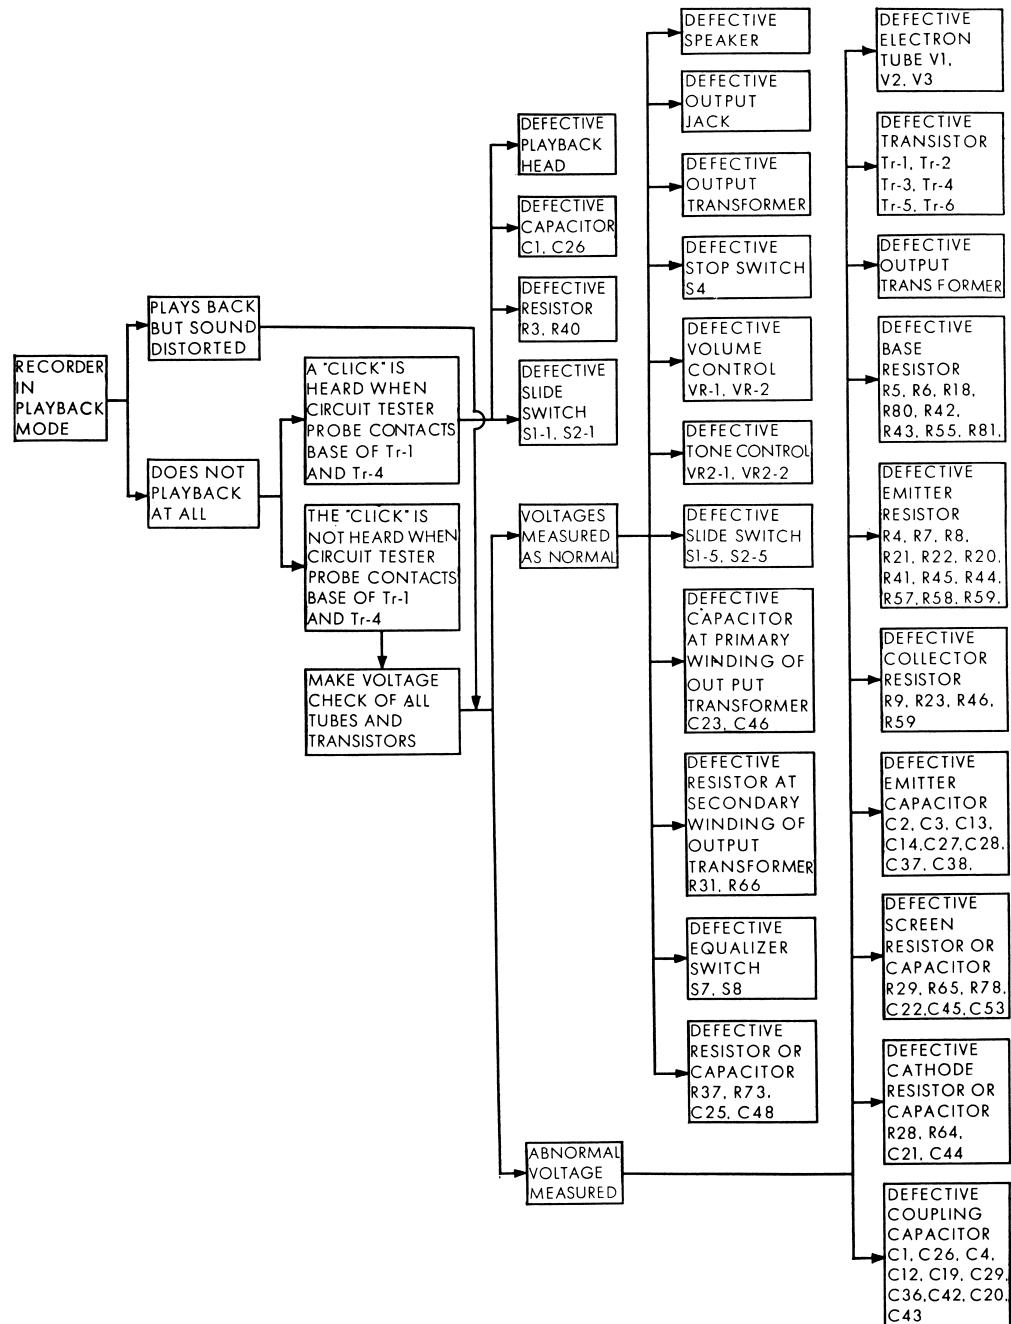 RECORDER
IN
PLAYBACK
MODE
PLAYS BACK
BUT SOUND
DISTORTED
DOES NOT
PLAYBACK
AT ALL
A "CLICK" IS
HEARD WHEN
CIRCUIT TESTER
PROBE CONTACTS
BASE OF Tr-1
AND Tr-4
THE "CLICK" IS
NOT HEARD WHEN
CIRCUIT TESTER
PROBE CONTACTS
BASE OF Tr-1
AND Tr-4
MAKE VOLTAGE
CHECK OF ALL
TUBES AND
TRANSISTORS
DEFECTIVE
PLAYBACK
HEAD
DEFECTIVE
CAPACITOR
C1, C26
DEFECTIVE
RESISTOR
R3, R40
DEFECTIVE
SLIDE
SWITCH
S1-1, S2-1
VOLTAGES
MEASURED
AS NORMAL
ABNORMAL
VOLTAGE
MEASURED
DEFECTIVE
SPEAKER
DEFECTIVE
OUTPUT
JACK
DEFECTIVE
OUTPUT
TRANSFORMER
DEFECTIVE
STOP SWITCH
S4
DEFECTIVE
VOLUME
CONTROL
VR-1, VR-2
DEFECTIVE
TONE CONTROL
VR2-1, VR2-2
DEFECTIVE
SLIDE SWITCH
S1-5, S2-5
DEFECTIVE
CAPACITOR
AT PRIMARY
WINDING OF
OUT PUT
TRANSFORMER
C23, C46
DEFECTIVE
RESISTOR AT
SECONDARY
WINDING OF
OUTPUT
TRANSFORMER
R31, R66
DEFECTIVE
EQUALIZER
SWITCH
S7, S8
DEFECTIVE
RESISTOR OR
CAPACITOR
R37, R73,
C25, C48
DEFECTIVE
ELECTRON
TUBE V1,
V2, V3
DEFECTIVE
TRANSISTOR
Tr-1, Tr-2
Tr-3, Tr-4
Tr-5, Tr-6
DEFECTIVE
OUTPUT
TRANS FORMER
DEFECTIVE
BASE
RESISTOR
R5, R6, R18,
R80, R42,
R43, R55, R81,
DEFECTIVE
EMITTER
RESISTOR
R4, R7, R8,
R21, R22, R20,
R41, R45, R44,
R57, R58, R59,
DEFECTIVE
COLLECTOR
RESISTOR
R9, R23, R46,
R59
DEFECTIVE
EMITTER
CAPACITOR
C2, C3, C13,
C14,C27,C28,
C37, C38,
DEFECTIVE
SCREEN
RESISTOR OR
CAPACITOR
R29, R65, R78,
C22,C45,C53
DEFECTIVE
CATHODE
RESISTOR OR
CAPACITOR
R28, R64,
C21, C44
DEFECTIVE
COUPLING
CAPACITOR
C1, C26, C4,
C12, C19, C29,
C36,C42, C20,
C43